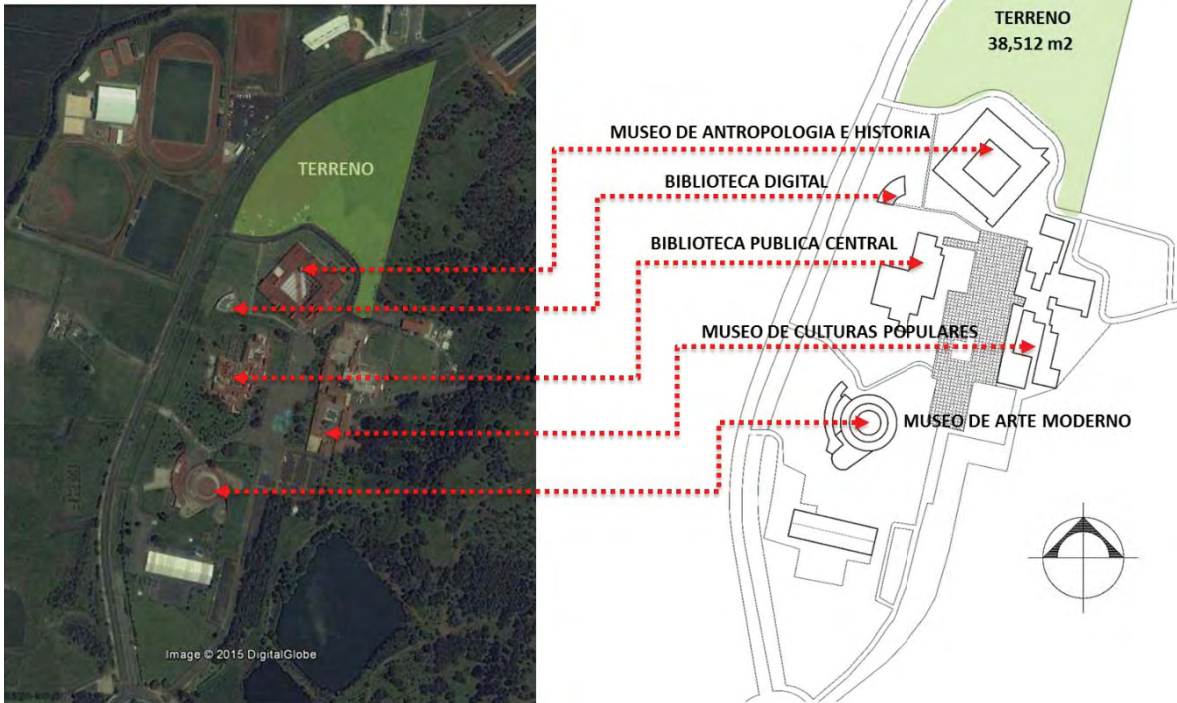 TERRENO
38,512 m2
MUSEO DE ANTROPOLOGIA E HISTORIA
TERRENO
BIBLIOTECA DIGITAL
BIBLIOTECA PUBLICA CENTRAL
MUSEO DE CULTURAS POPULARES
MUSEO DE ARTE MODERNO
Image © 2015 DigitalGlobe